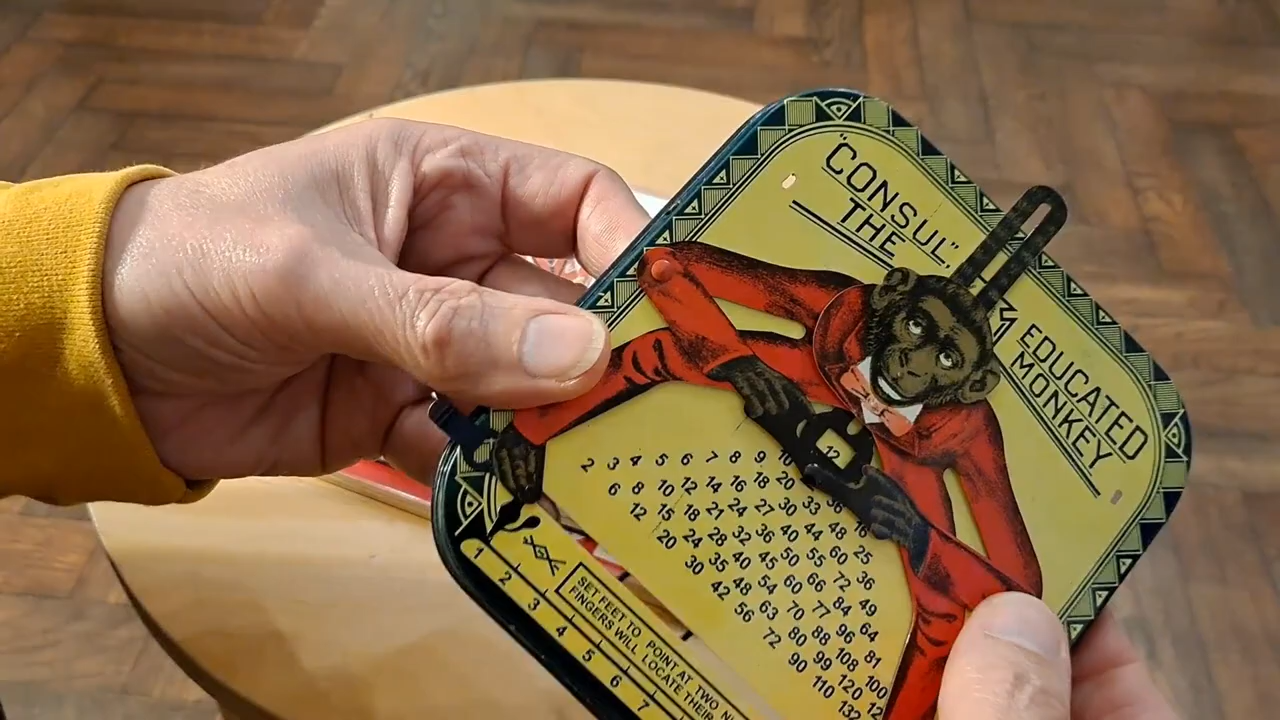 "CONSUL,"
THE
EDUCATED
MONKEY
12
2 3 4 5 6 7 8 9 10
6 8 10 12 14 16 18 20
12 15 18 21 24 27 30 33 36 16
20 24 28 32 36 40 44 48 25
30 35 40 45 50 55 60 36
42 48 54 60 66 72 49
56 63 70 77 84 64
72 80 88 96 81
90 99 108 100
110 120
132
SET FEET TO POINT AT TWO
FINGERS WILL LOCATE THEIR
1 2 3 4 5 6 7